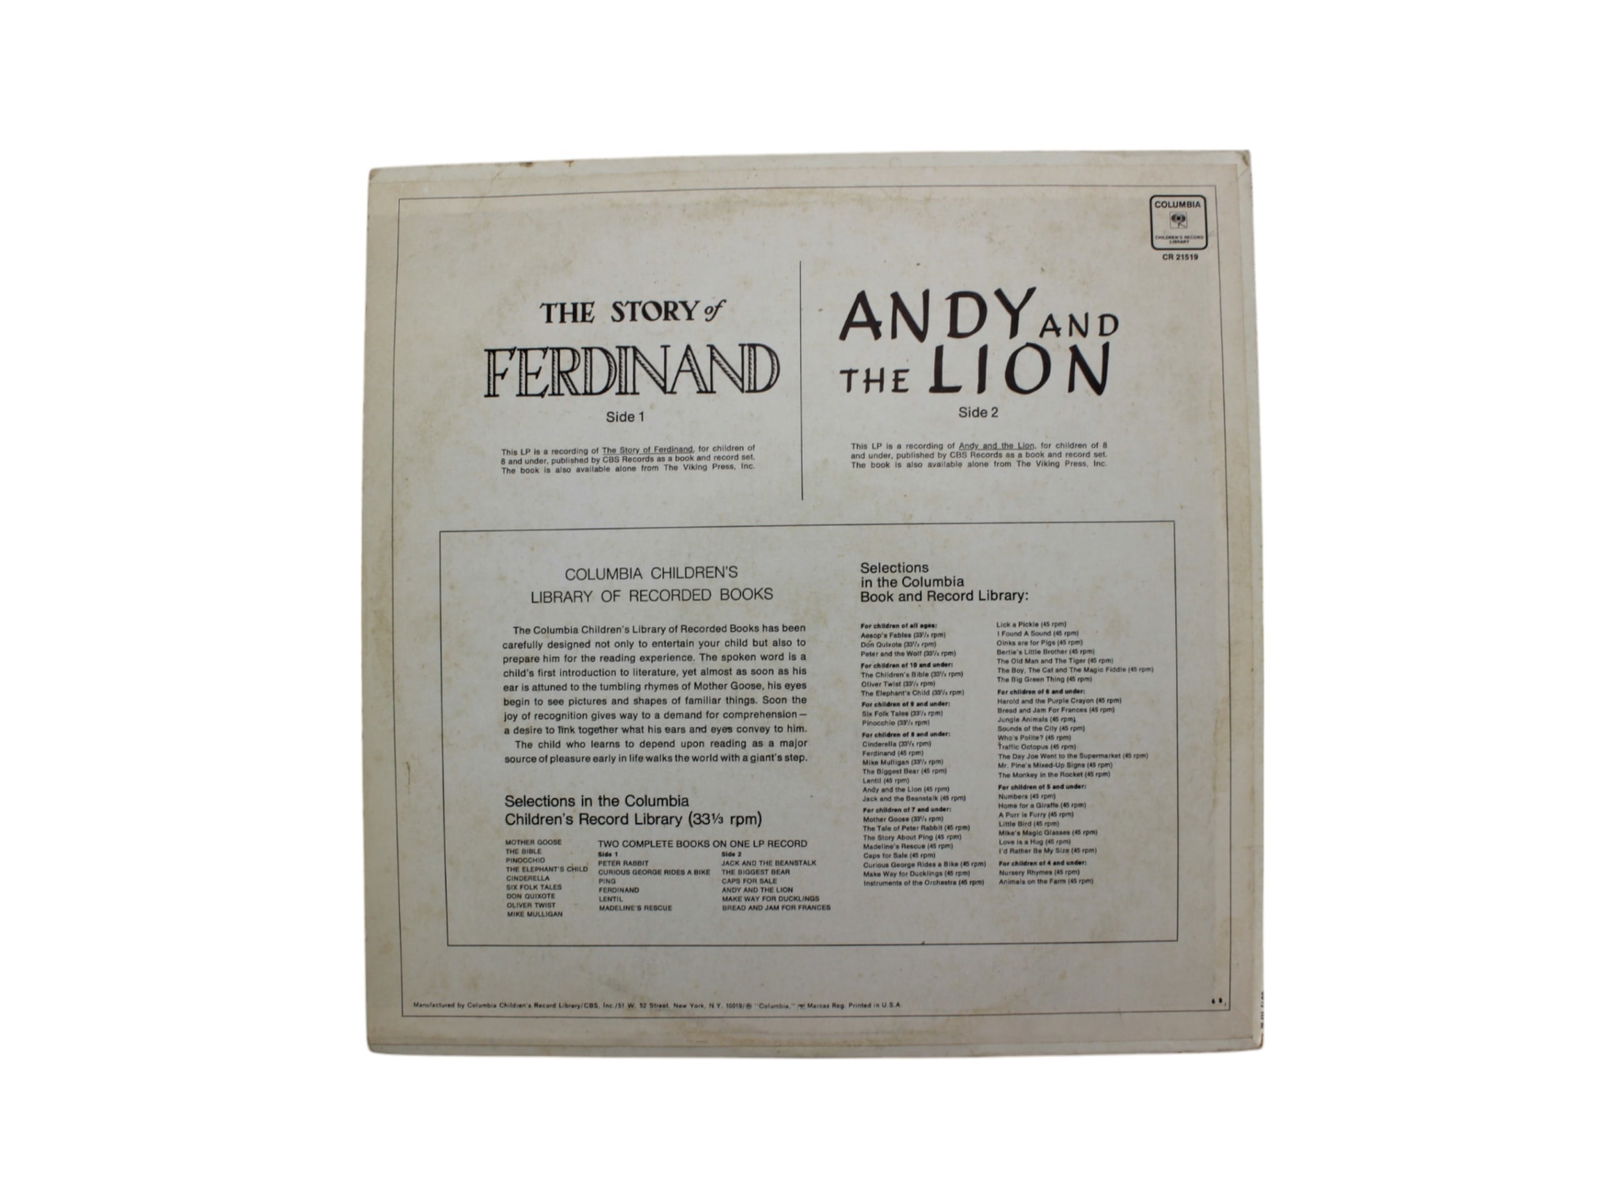 COLUMBIA
CHILDREN'S RECORD
LIBRARY
CR 21519
THE STORY of
FERDINAND
Side 1
This LP is a recording of The Story of Ferdinand, for children of
8 and under, published by CBS Records as a book and record set.
The book is also available alone from The Viking Press, Inc.
ANDY AND
THE LION
Side 2
This LP is a recording of Andy and the Lion, for children of 8
and under, published by CBS Records as a book and record set.
The book is also available alone from The Viking Press, Inc.
COLUMBIA CHILDREN'S
LIBRARY OF RECORDED BOOKS
The Columbia Children's Library of Recorded Books has been
carefully designed not only to entertain your child but also to
prepare him for the reading experience. The spoken word is a
child's first introduction to literature, yet almost as soon as his
ear is attuned to the tumbling rhymes of Mother Goose, his eyes
begin to see pictures and shapes of familiar things. Soon the
joy of recognition gives way to a demand for comprehension—
a desire to link together what his ears and eyes convey to him.
The child who learns to depend upon reading as a major
source of pleasure early in life walks the world with a giant's step.
Selections in the Columbia
Children's Record Library (33⅓ rpm)
MOTHER GOOSE
THE BIBLE
PINOCCHIO
THE ELEPHANT'S CHILD
CINDERELLA
SIX FOLK TALES
DON QUIXOTE
OLIVER TWIST
MIKE MULLIGAN
TWO COMPLETE BOOKS ON ONE LP RECORD
Side 1
PETER RABBIT
CURIOUS GEORGE RIDES A BIKE
PING
FERDINAND
LENTIL
MADELINE'S RESCUE
Side 2
JACK AND THE BEANSTALK
THE BIGGEST BEAR
CAPS FOR SALE
ANDY AND THE LION
MAKE WAY FOR DUCKLINGS
BREAD AND JAM FOR FRANCES
Selections
in the Columbia
Book and Record Library:
For children of all ages:
Aesop's Fables (33⅓ rpm)
Don Quixote (33⅓ rpm)
Peter and the Wolf (33⅓ rpm)
For children of 10 and under:
The Children's Bible (33⅓ rpm)
Oliver Twist (33⅓ rpm)
The Elephant's Child (33⅓ rpm)
For children of 9 and under:
Six Folk Tales (33⅓ rpm)
Pinocchio (33⅓ rpm)
For children of 8 and under:
Cinderella (33⅓ rpm)
Ferdinand (45 rpm)
Mike Mulligan (33⅓ rpm)
The Biggest Bear (45 rpm)
Lentil (45 rpm)
Andy and the Lion (45 rpm)
Jack and the Beanstalk (45 rpm)
For children of 7 and under:
Mother Goose (33⅓ rpm)
The Tale of Peter Rabbit (45 rpm)
The Story About Ping (45 rpm)
Madeline's Rescue (45 rpm)
Caps for Sale (45 rpm)
Curious George Rides a Bike (45 rpm)
Make Way for Ducklings (45 rpm)
Instruments of the Orchestra (45 rpm)
Lick a Pickle (45 rpm)
I Found A Sound (45 rpm)
Oinks are for Pigs (45 rpm)
Bertie's Little Brother (45 rpm)
The Old Man and The Tiger (45 rpm)
The Boy, The Cat and The Magic Fiddle (45 rpm)
The Big Green Thing (45 rpm)
For children of 6 and under:
Harold and the Purple Crayon (45 rpm)
Bread and Jam For Frances (45 rpm)
Jungle Animals (45 rpm)
Sounds of the City (45 rpm)
Who's Polite? (45 rpm)
Traffic Octopus (45 rpm)
The Day Joe Went to the Supermarket (45 rpm)
Mr. Pine's Mixed-Up Signs (45 rpm)
The Monkey in the Rocket (45 rpm)
For children of 5 and under:
Numbers (45 rpm)
Home for a Giraffe (45 rpm)
A Purr is Furry (45 rpm)
Little Bird (45 rpm)
Mike's Magic Glasses (45 rpm)
Love is a Hug (45 rpm)
I'd Rather Be My Size (45 rpm)
For children of 4 and under:
Nursery Rhymes (45 rpm)
Animals on the Farm (45 rpm)
Manufactured by Columbia Children's Record Library/CBS, Inc./51 W. 52 Street, New York, N.Y. 10019/® "Columbia," Marcas Reg. Printed in U.S.A.